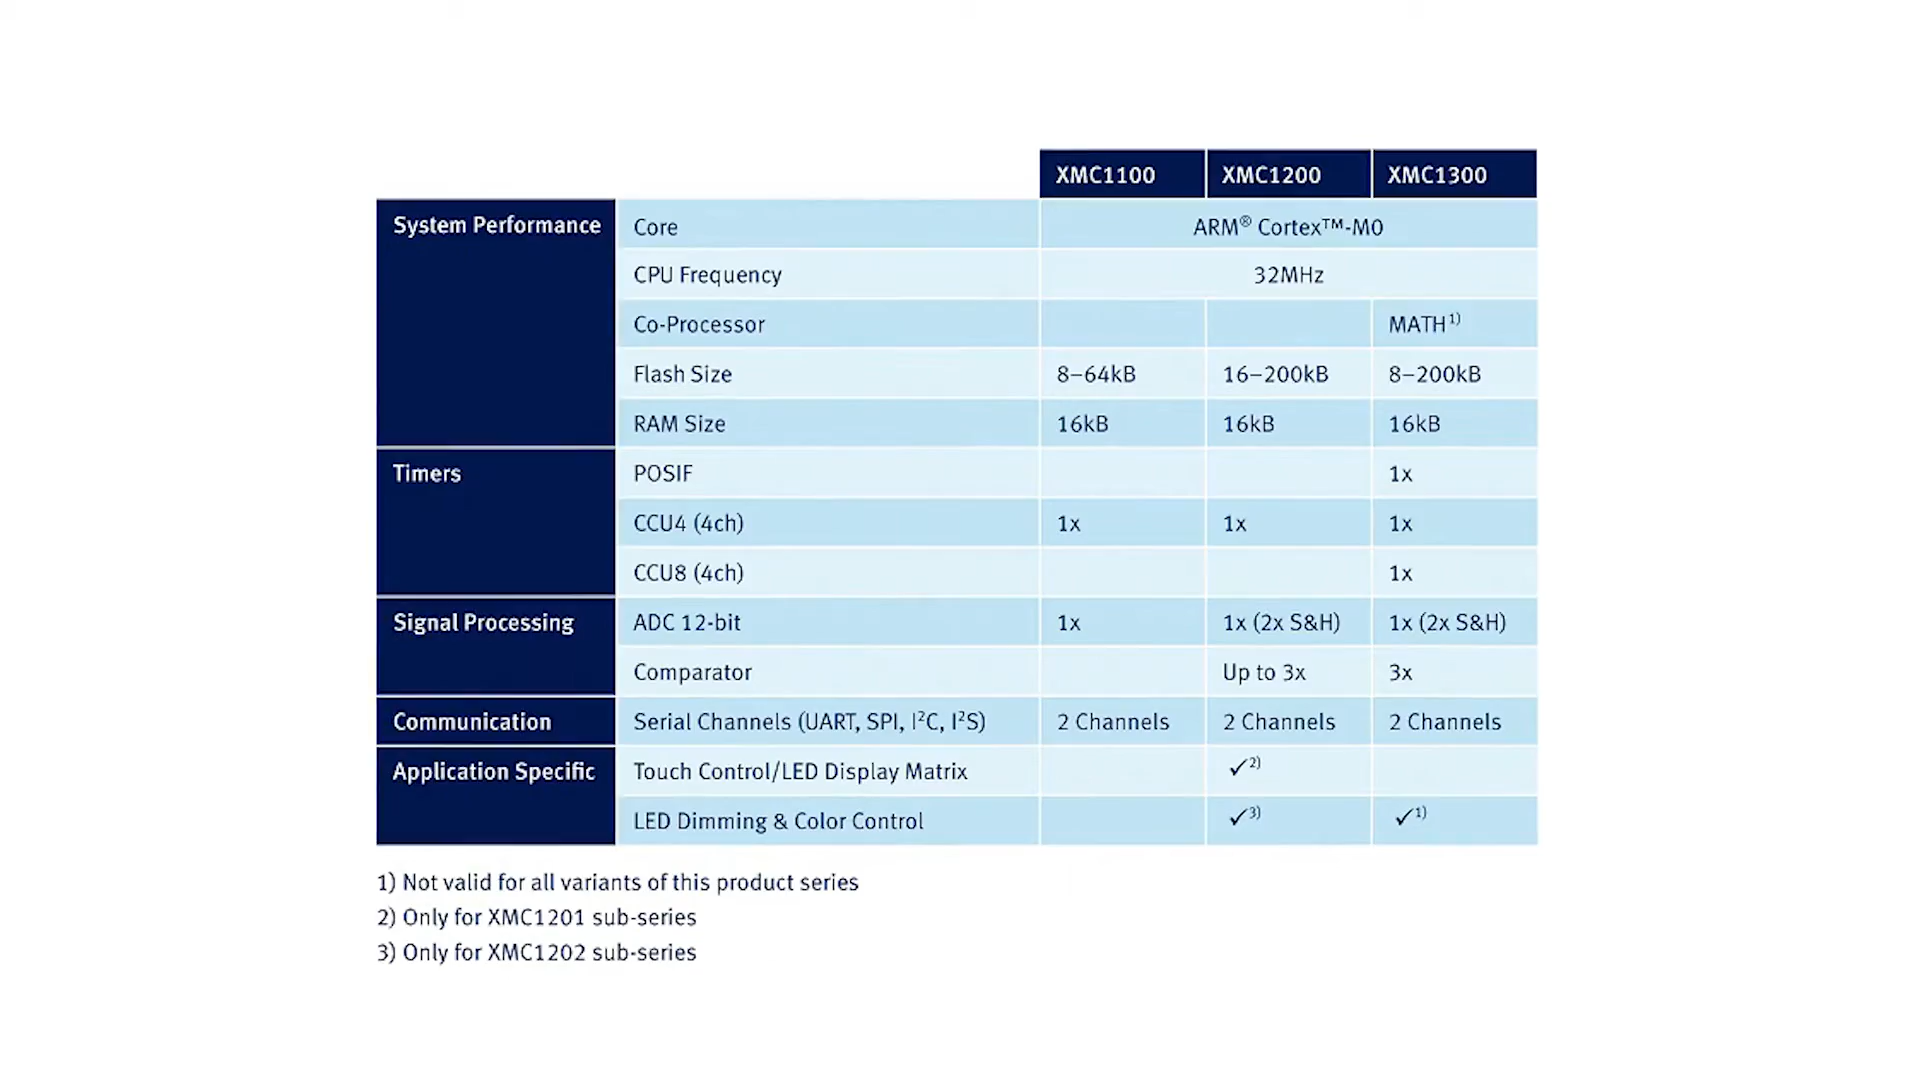 XMC1100 XMC1200 XMC1300
System Performance Core ARM® Cortex™-M0
CPU Frequency 32MHz
Co-Processor MATH¹⁾
Flash Size 8–64kB 16–200kB 8–200kB
RAM Size 16kB 16kB 16kB
Timers POSIF 1x
CCU4 (4ch) 1x 1x 1x
CCU8 (4ch) 1x
Signal Processing ADC 12-bit 1x 1x (2x S&H) 1x (2x S&H)
Comparator Up to 3x 3x
Communication Serial Channels (UART, SPI, I²C, I²S) 2 Channels 2 Channels 2 Channels
Application Specific Touch Control/LED Display Matrix ✓²⁾
LED Dimming & Color Control ✓³⁾ ✓¹⁾
1) Not valid for all variants of this product series
2) Only for XMC1201 sub-series
3) Only for XMC1202 sub-series